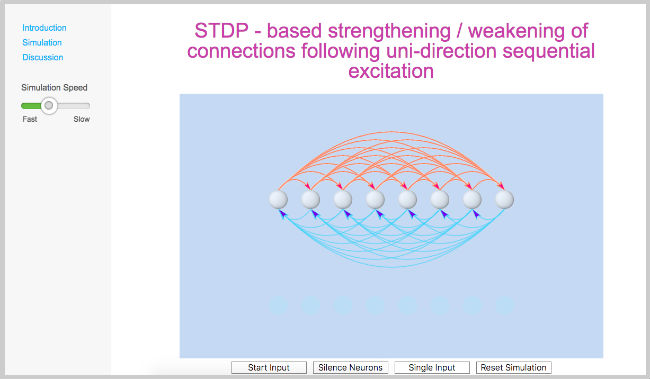 Introduction
Simulation
Discussion
Simulation Speed
Fast Slow
STDP - based strengthening / weakening of
connections following uni-direction sequential
excitation
Start Input Silence Neurons Single Input Reset Simulation